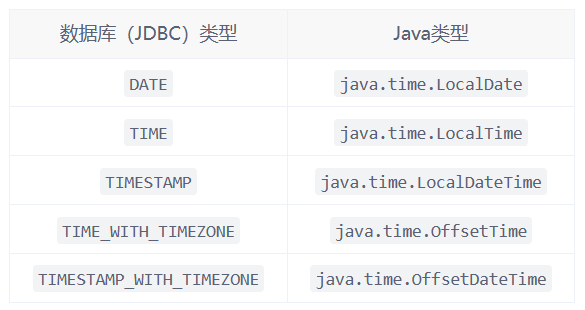 数据库（JDBC）类型 Java类型
DATE java.time.LocalDate
TIME java.time.LocalTime
TIMESTAMP java.time.LocalDateTime
TIME_WITH_TIMEZONE java.time.OffsetTime
TIMESTAMP_WITH_TIMEZONE java.time.OffsetDateTime